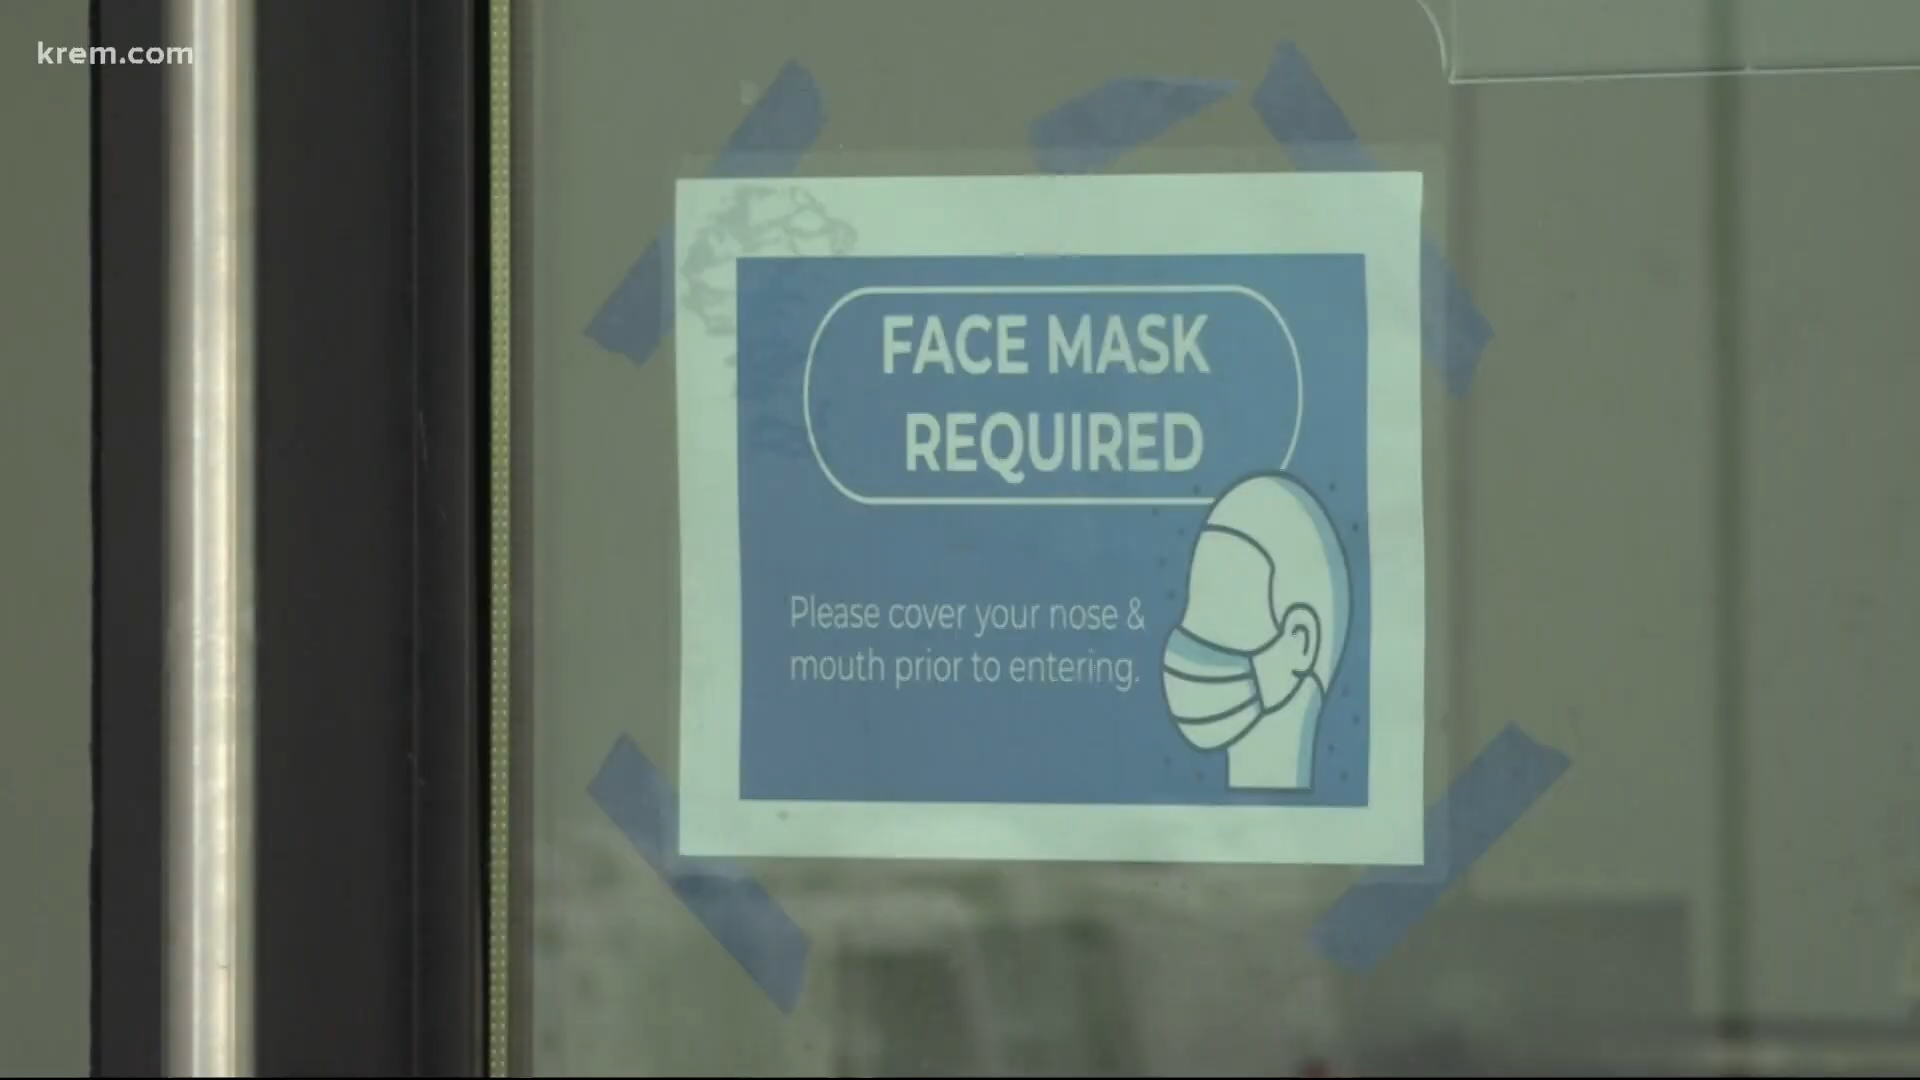 krem.com
FACE MASK
REQUIRED
Please cover your nose &
mouth prior to entering.